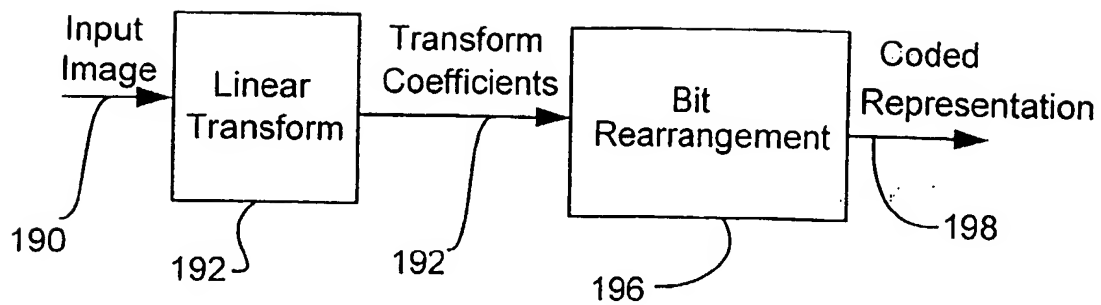 Input
Image
Linear
Transform
Transform
Coefficients
Bit
Rearrangement
Coded
Representation
190
192
192
196
198